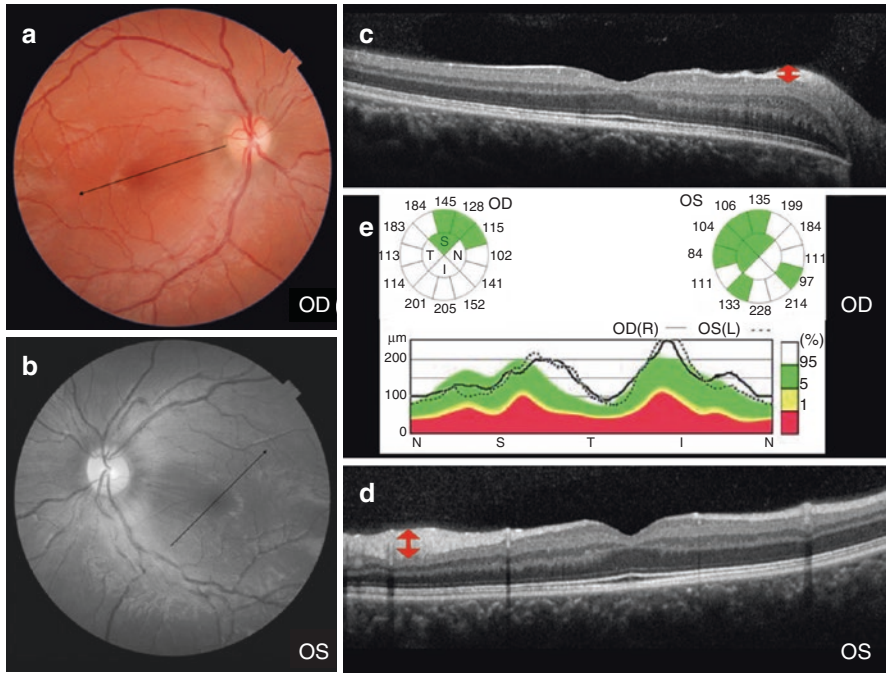 a
OD
b
OS
c
e
OD
184 145 128
183 115
113 102
114 141
201 205 152
S
T N
I
OS
106 135 199
104 184
84 111
111 97
133 228 214
OD
OD(R) OS(L)
µm
200
100
0
N S T I N
(%)
95
5
1
d
OS